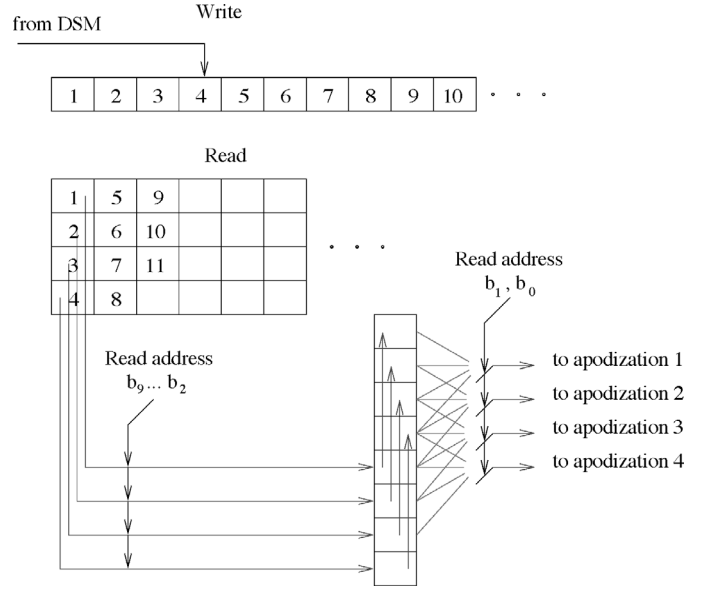 Write
from DSM
1 2 3 4 5 6 7 8 9 10 . . .
Read
1 5 9
2 6 10
3 7 11
4 8
. . .
Read address
b1 , b0
Read address
b9 ... b2
to apodization 1
to apodization 2
to apodization 3
to apodization 4